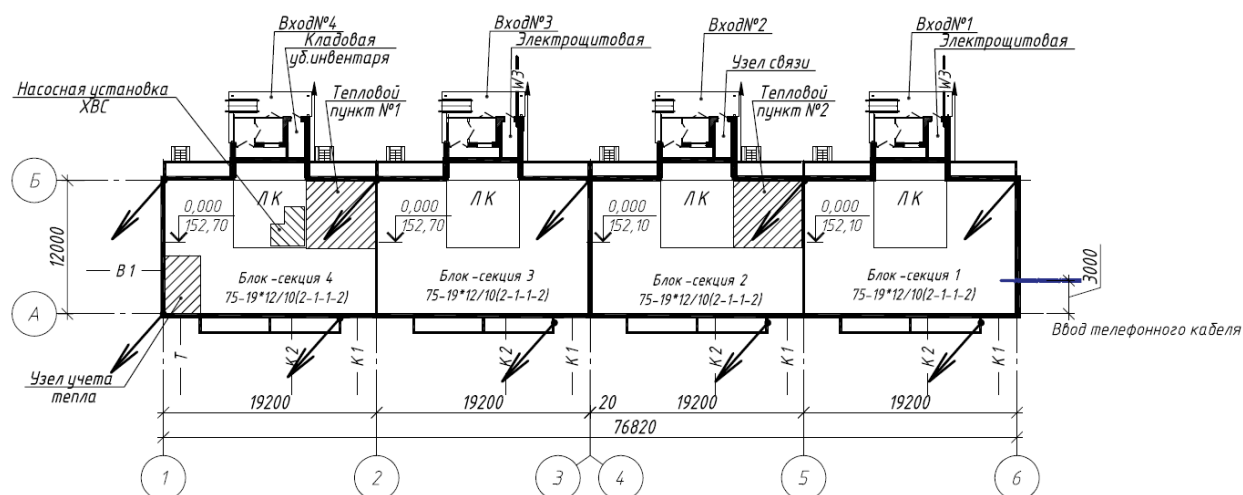 Вход№4
Кладовая
уб.инвентаря
Вход№3
Электрощитовая
Вход№2
Узел связи
Вход№1
Электрощитовая
Насосная установка
ХВС
Тепловой
пункт №1
W3
Тепловой
пункт №2
W3
Б
ЛК
ЛК
ЛК
ЛК
0,000
152,70
0,000
152,70
0,000
152,10
0,000
152,10
12000
В1
Блок-секция 4
75-19*12/10(2-1-1-2)
Блок-секция 3
75-19*12/10(2-1-1-2)
Блок-секция 2
75-19*12/10(2-1-1-2)
Блок-секция 1
75-19*12/10(2-1-1-2)
3000
А
Ввод телефонного кабеля
Т
К2
К1
К2
К1
К2
К1
К2
К1
Узел учета
тепла
19200
19200
20
19200
19200
76820
1
2
3
4
5
6